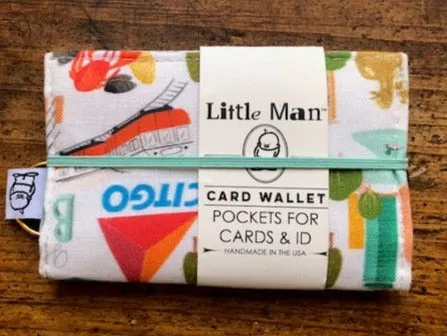 Little Man™
CARD WALLET
POCKETS FOR
CARDS & ID
HANDMADE IN THE USA
CITGO
B